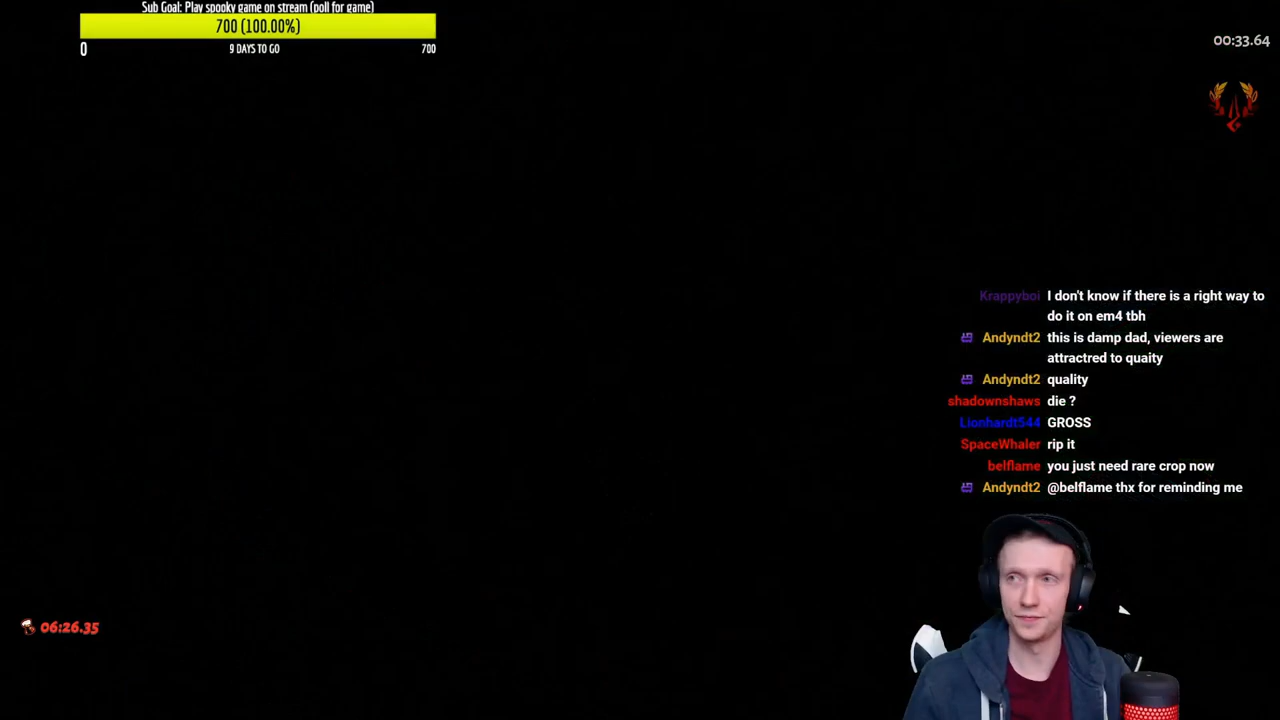 Sub Goal: Play spooky game on stream (poll for game)
700 (100.00%)
0 9 DAYS TO GO 700
00:33.64
Krappyboi I don't know if there is a right way to
do it on em4 tbh
Andyndt2 this is damp dad, viewers are
attractred to quaity
Andyndt2 quality
shadownshaws die ?
Lionhardt544 GROSS
SpaceWhaler rip it
belflame you just need rare crop now
Andyndt2 @belflame thx for reminding me
06:26.35